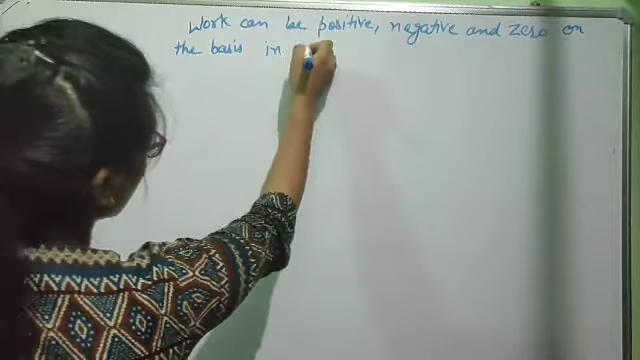 Work can be positive, negative and zero on
the basis in